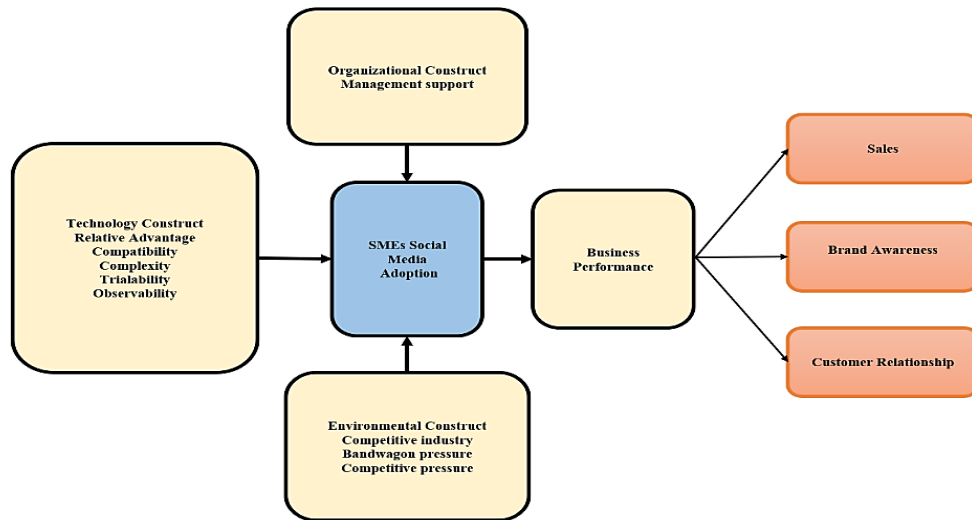 Organizational Construct
Management support
Technology Construct
Relative Advantage
Compatibility
Complexity
Trialability
Observability
SMEs Social
Media
Adoption
Environmental Construct
Competitive industry
Bandwagon pressure
Competitive pressure
Business
Performance
Sales
Brand Awareness
Customer Relationship